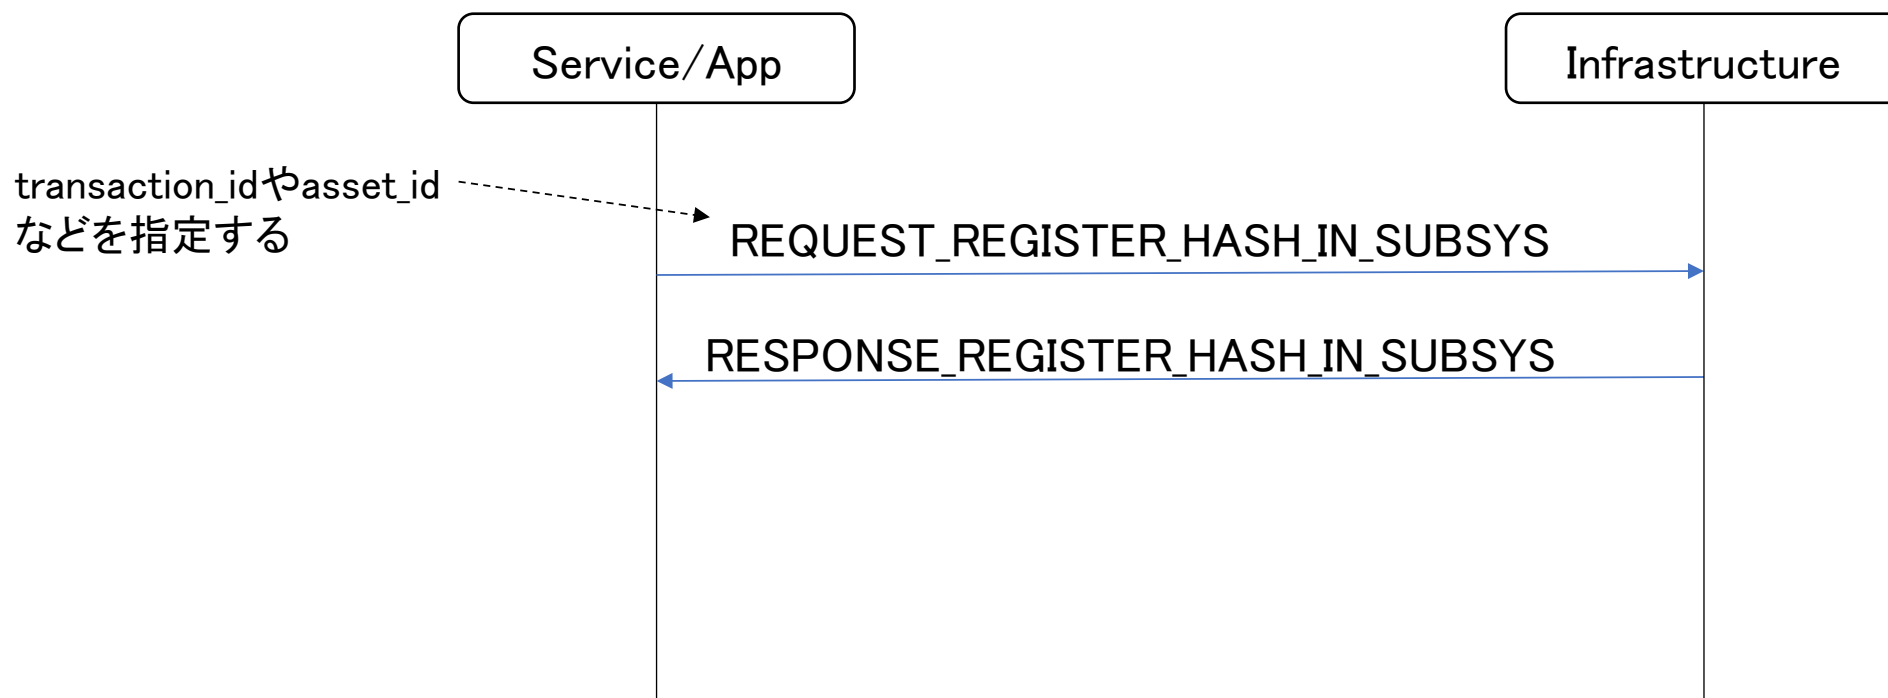 Service/App
Infrastructure
transaction_idやasset_id
などを指定する
REQUEST_REGISTER_HASH_IN_SUBSYS
RESPONSE_REGISTER_HASH_IN_SUBSYS